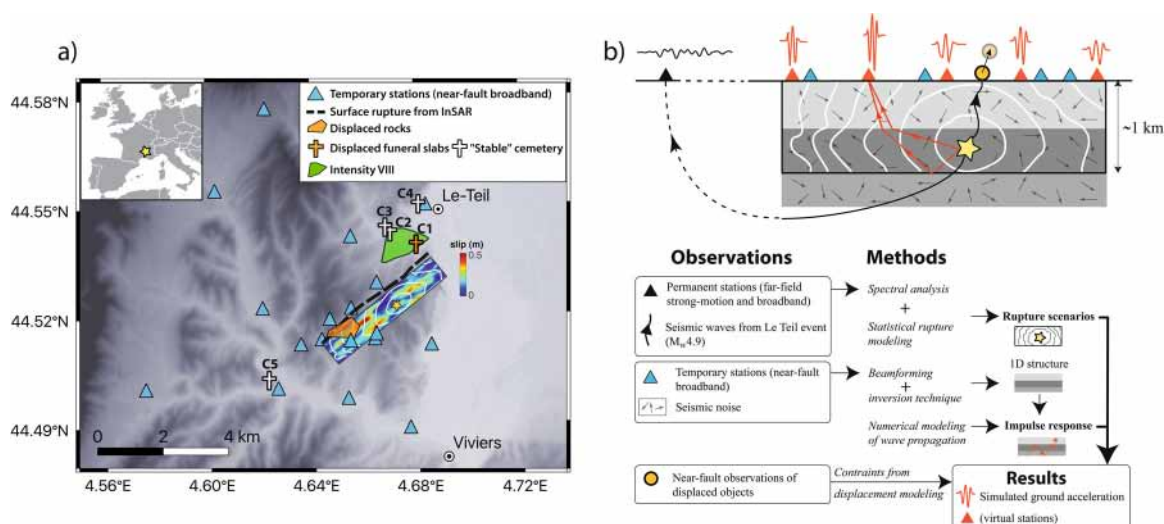 a)
44.58°N
44.55°N
44.52°N
44.49°N
Temporary stations (near-fault broadband)
Surface rupture from InSAR
Displaced rocks
Displaced funeral slabs
"Stable" cemetery
Intensity VIII
C4
Le-Teil
C3
C2
C1
slip (m)
0.5
0
C5
Viviers
0 2 4 km
4.56°E 4.60°E 4.64°E 4.68°E 4.72°E
b)
~1 km
Observations
Methods
Permanent stations (far-field
strong-motion and broadband)
Seismic waves from Le Teil event
(Mw4.9)
Spectral analysis
+
Statistical rupture
modeling
Rupture scenarios
Temporary stations (near-fault
broadband)
Seismic noise
Beamforming
+
inversion technique
1D structure
Numerical modeling
of wave propagation
Impulse response
Near-fault observations of
displaced objects
Contraints from
displacement modeling
Results
Simulated ground acceleration
(virtual stations)